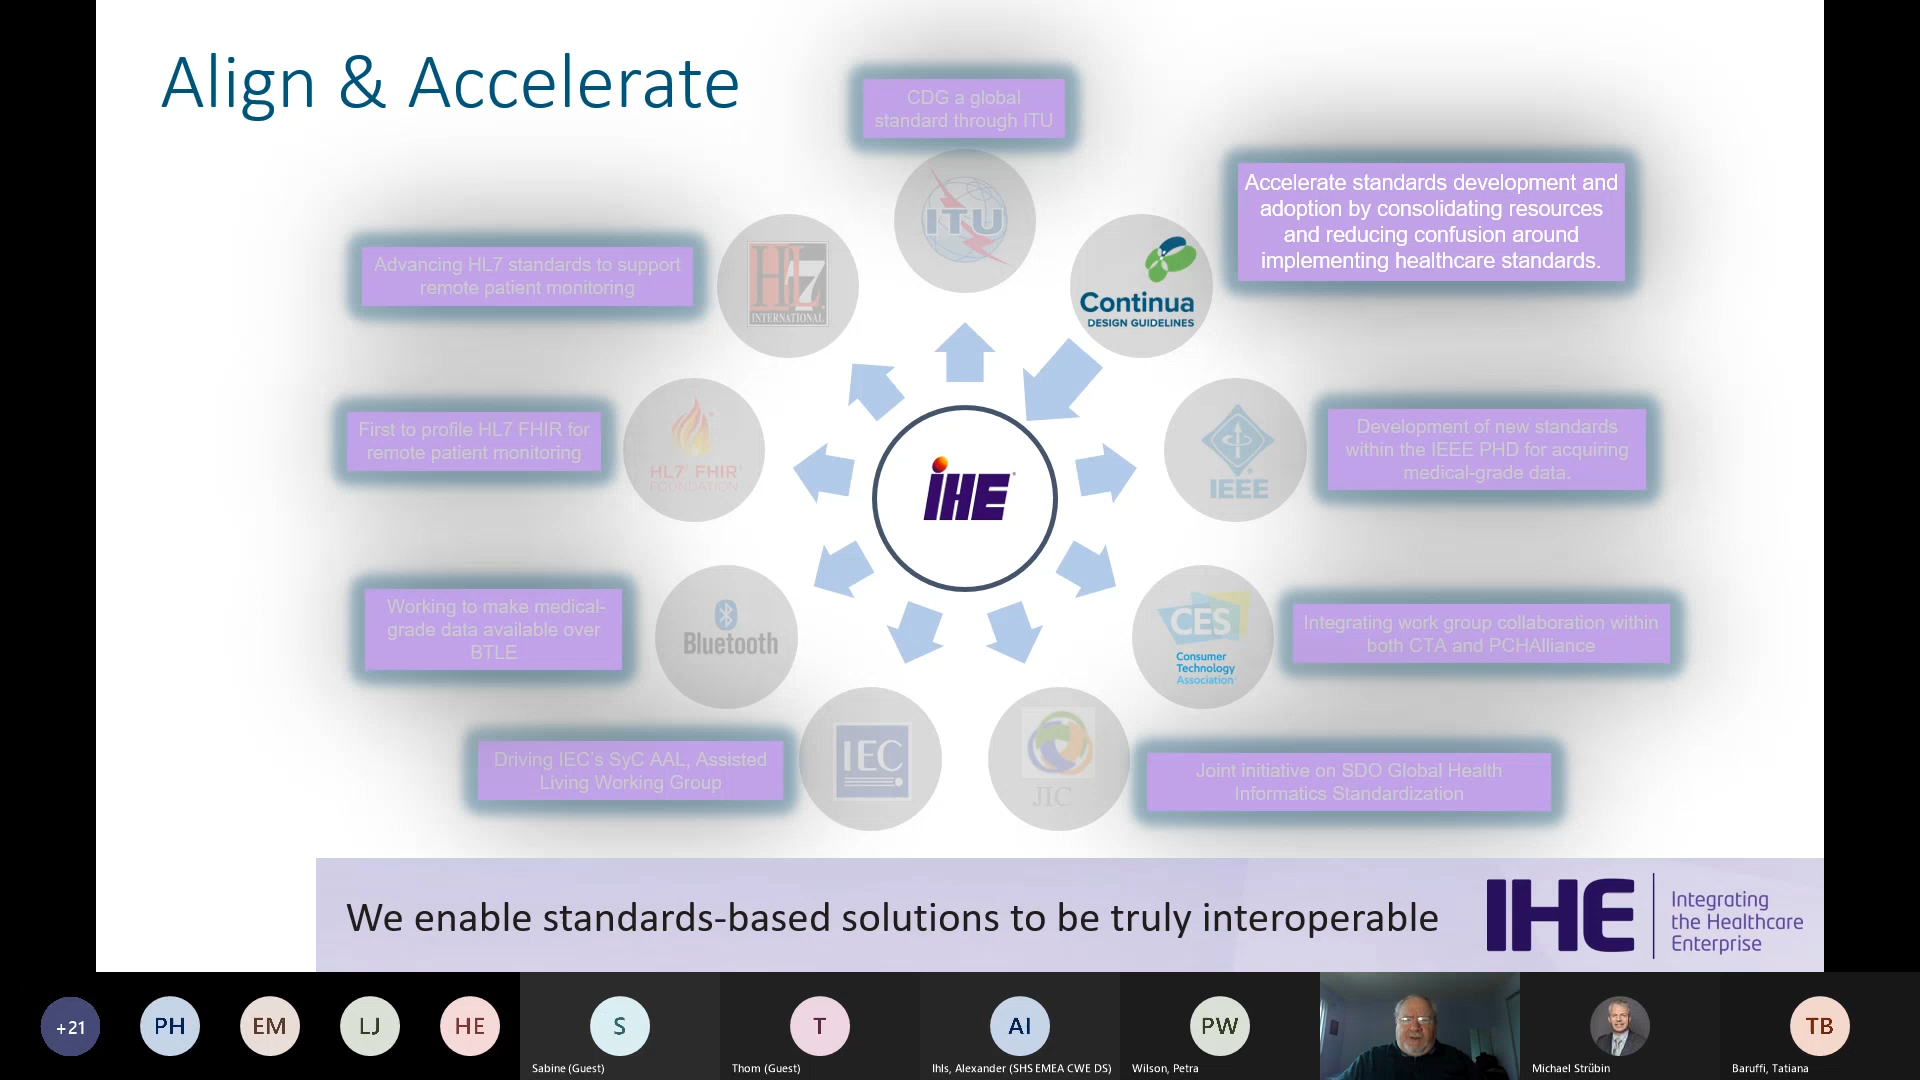 Align & Accelerate
CDG a global
standard through ITU
ITU
Accelerate standards development and
adoption by consolidating resources
and reducing confusion around
implementing healthcare standards.
Continua
DESIGN GUIDELINES
Advancing HL7 standards to support
remote patient monitoring
HL7
INTERNATIONAL
First to profile HL7 FHIR for
remote patient monitoring
HL7 FHIR
FOUNDATION
iHE
IEEE
Development of new standards
within the IEEE PHD for acquiring
medical-grade data.
Working to make medical-
grade data available over
BTLE
Bluetooth
CES
Consumer
Technology
Association
Integrating work group collaboration within
both CTA and PCHAlliance
Driving IEC's SyC AAL, Assisted
Living Working Group
IEC
JIC
Joint initiative on SDO Global Health
Informatics Standardization
We enable standards-based solutions to be truly interoperable
IHE
Integrating
the Healthcare
Enterprise
+21
PH
EM
LJ
HE
S
Sabine (Guest)
T
Thom (Guest)
AI
Ihls, Alexander (SHS EMEA CWE DS)
PW
Wilson, Petra
Michael Strübin
TB
Baruffi, Tatiana